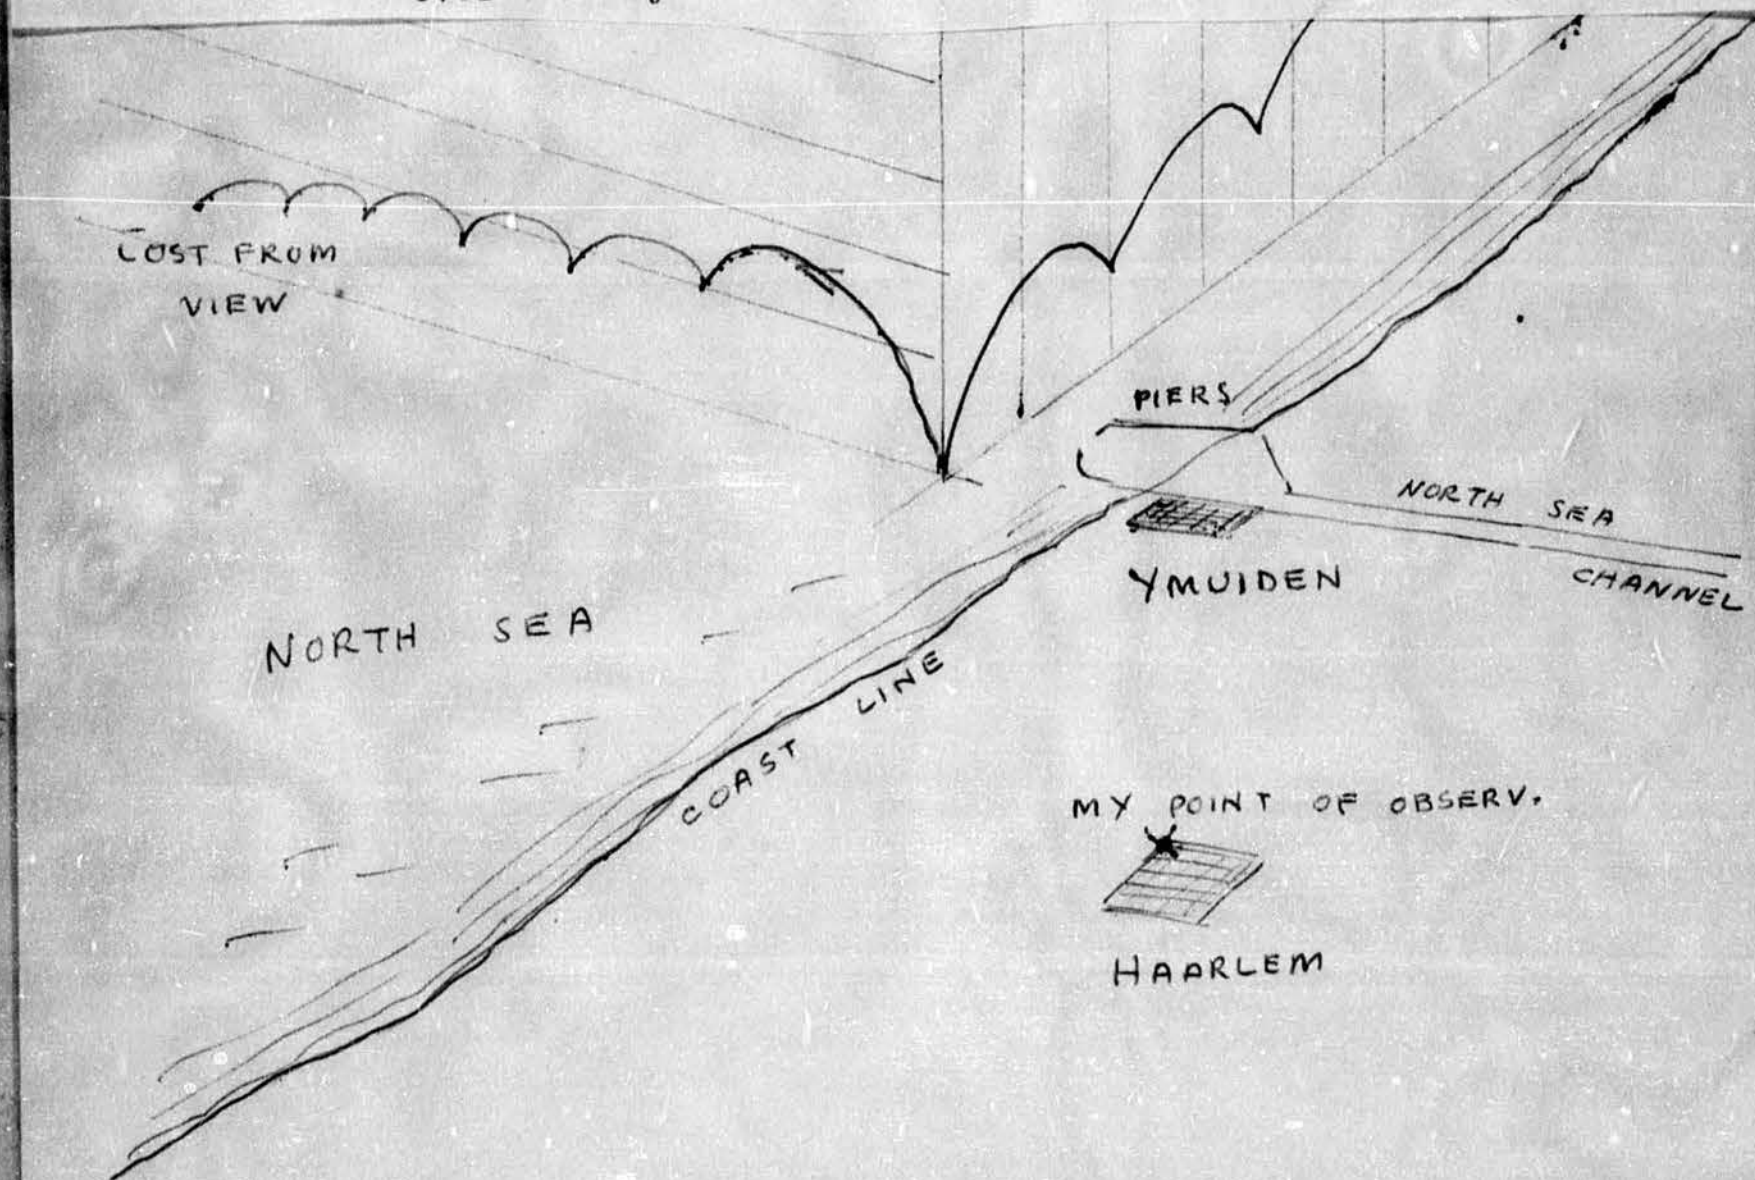 LOST FROM
VIEW
PIERS
NORTH SEA
CHANNEL
YMUIDEN
NORTH SEA
COAST LINE
MY POINT OF OBSERV.
HAARLEM